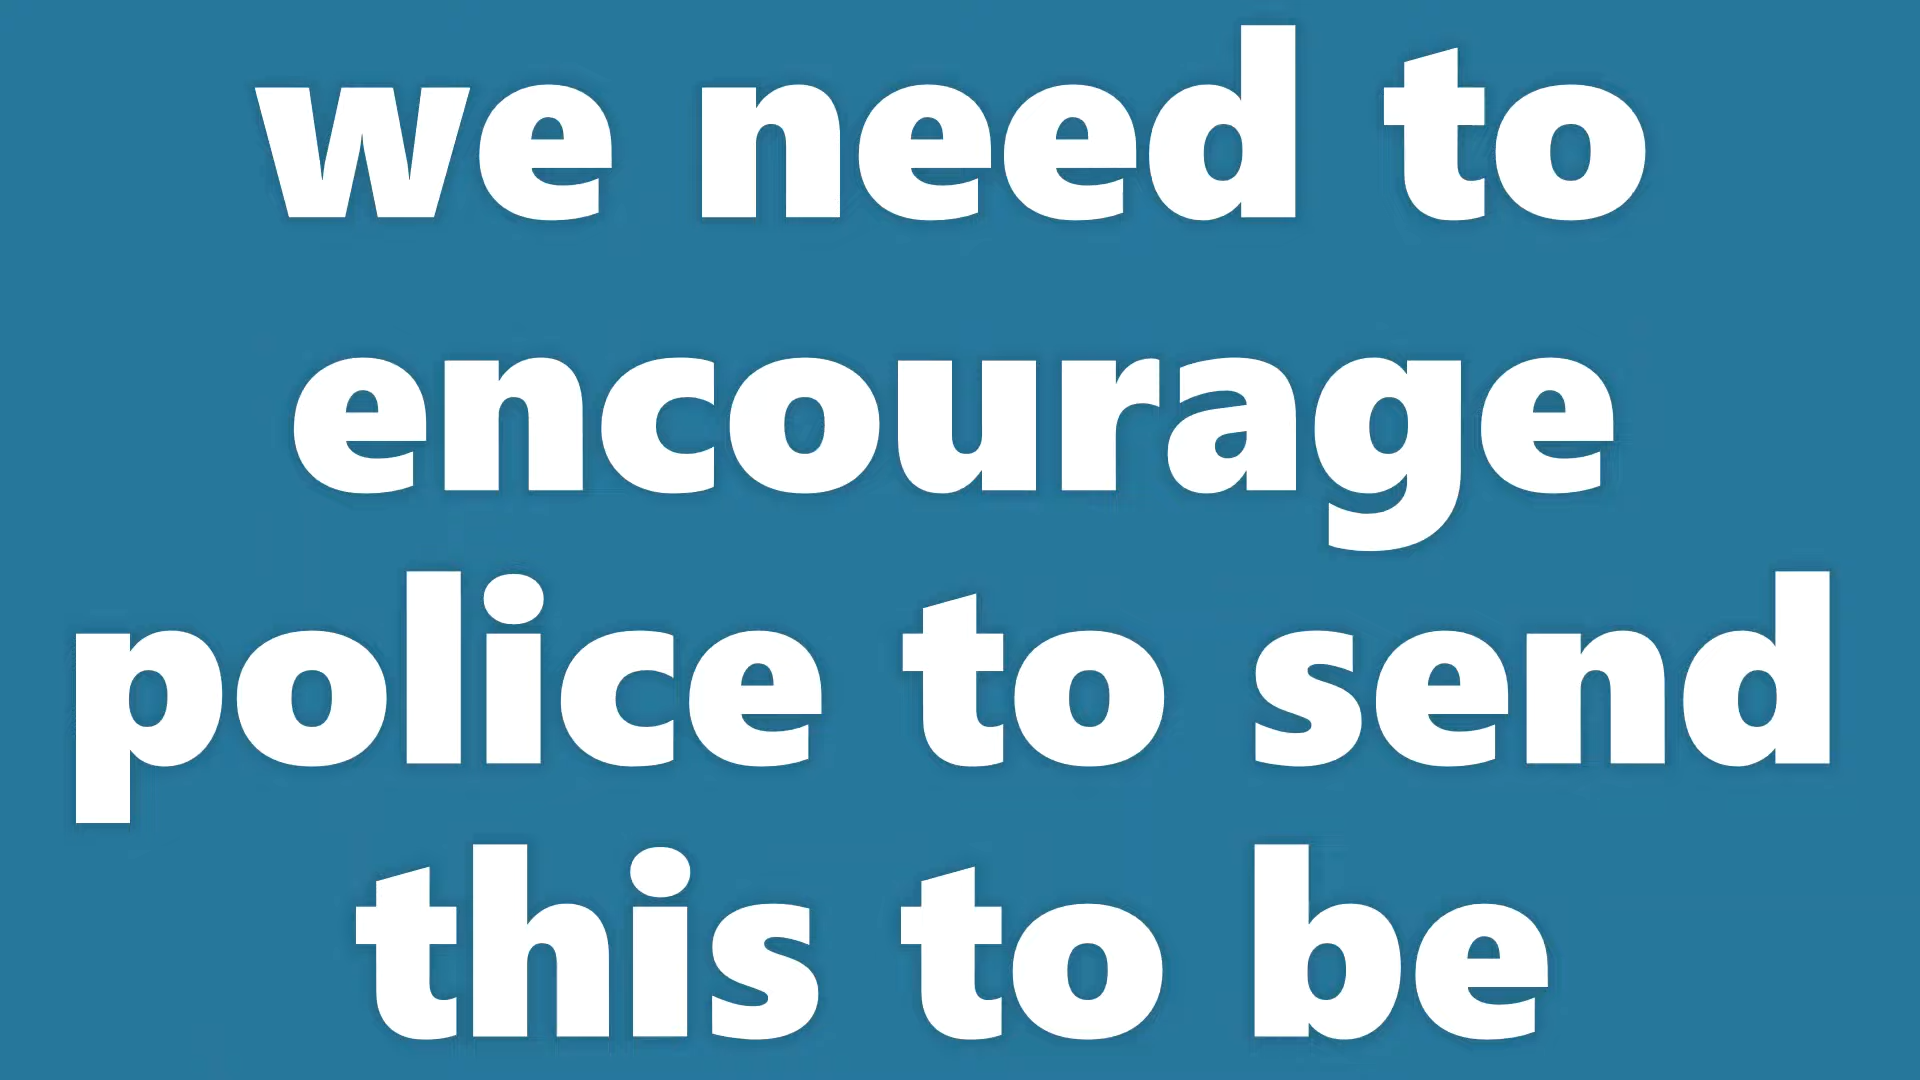 we need to
encourage
police to send
this to be